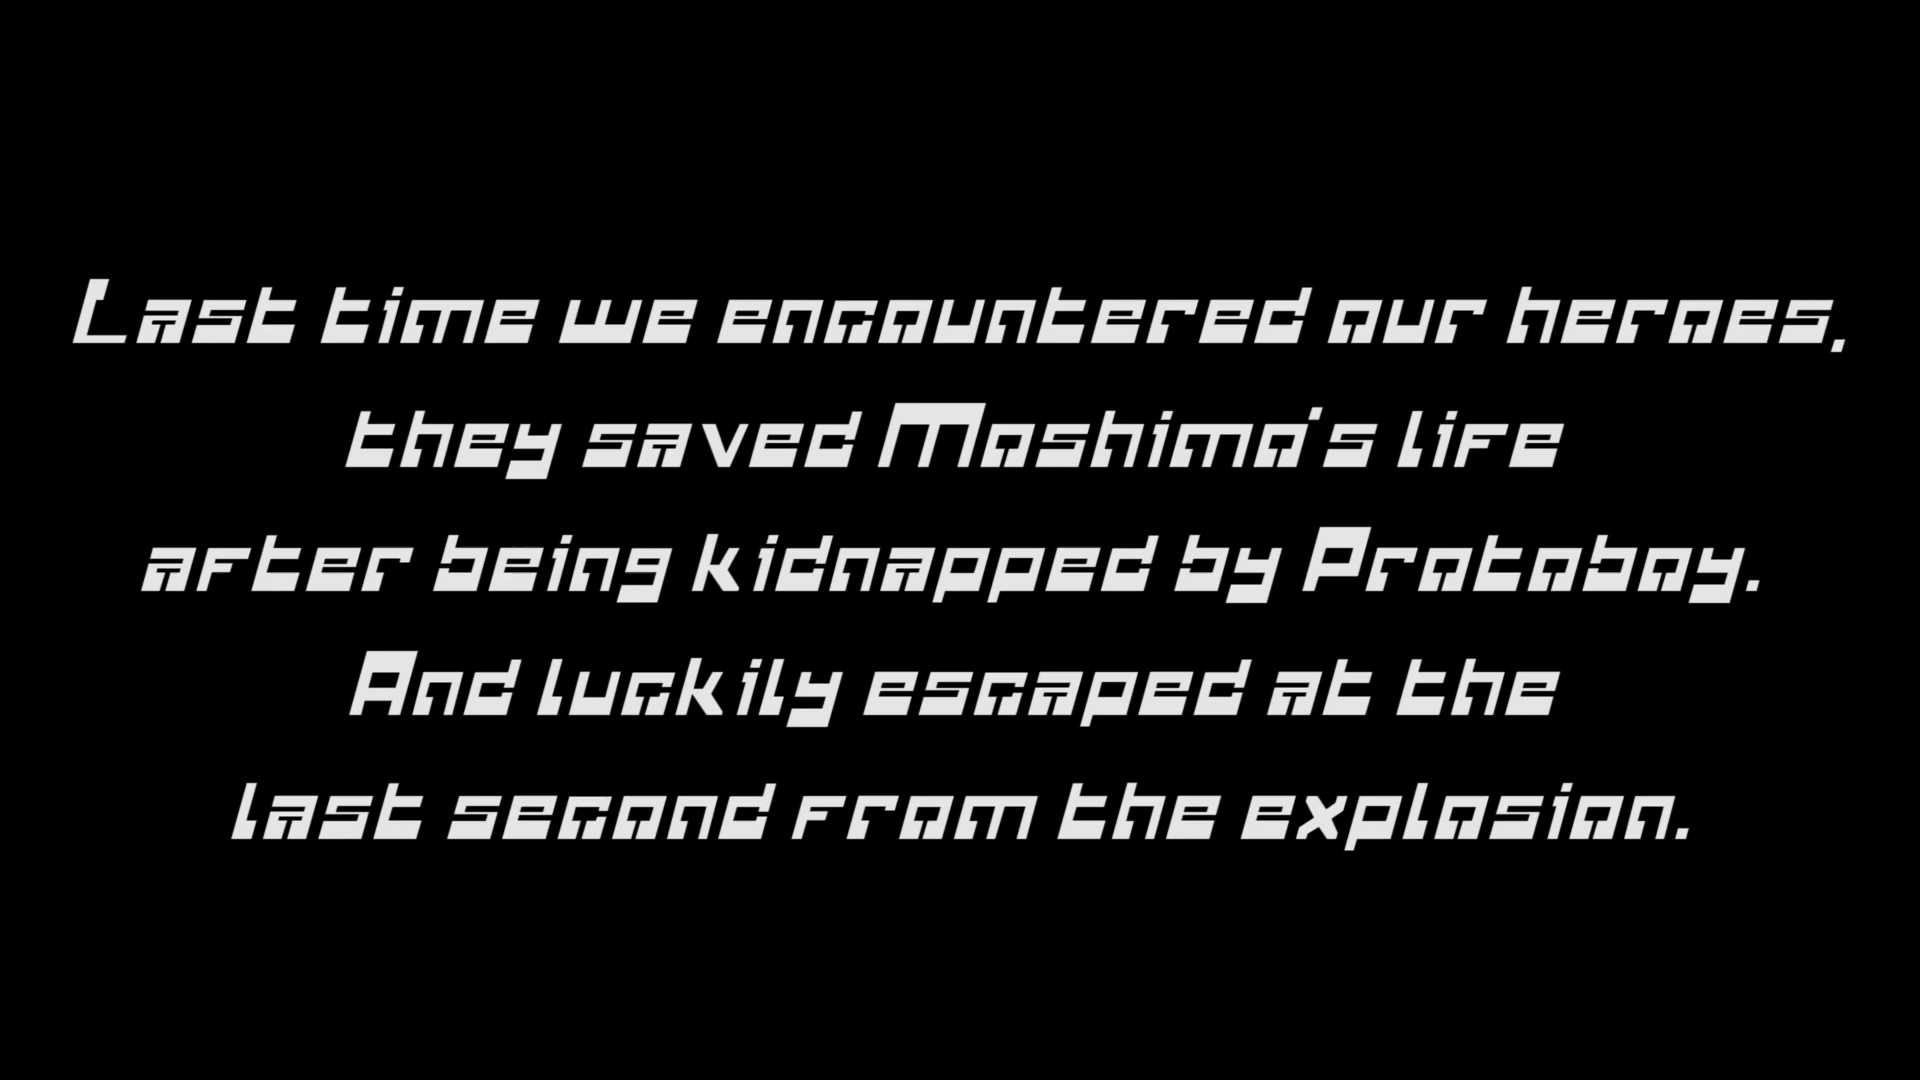 Last time we encountered our heroes,
they saved Moshimo's life
after being kidnapped by Protoboy.
And luckily escaped at the
last second from the explosion.